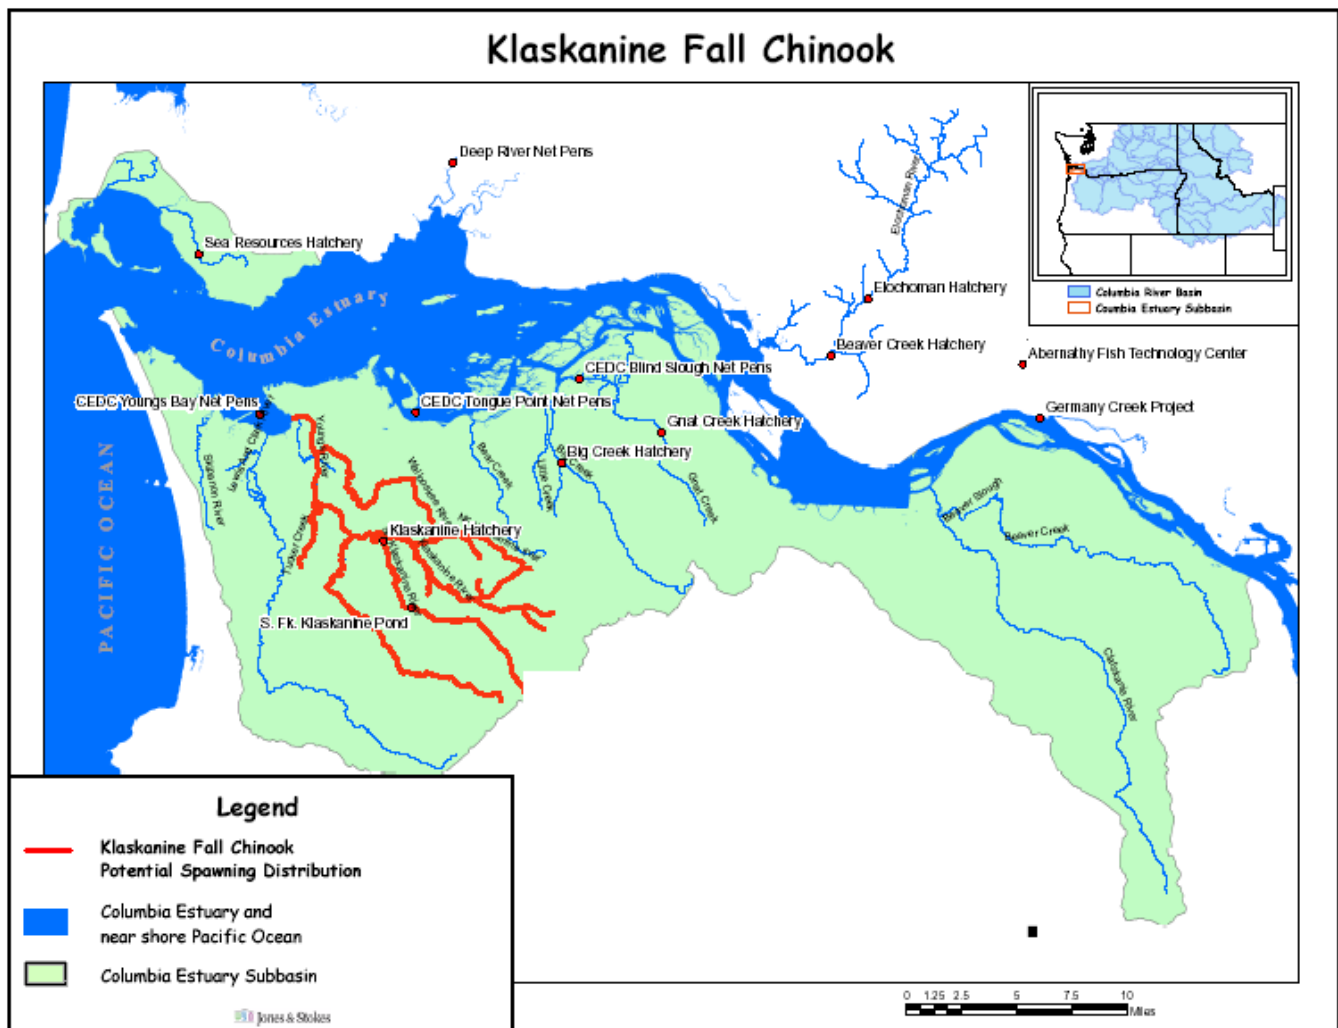 Klaskanine Fall Chinook
Deep River Net Pens
Sea Resources Hatchery
Columbia Estuary
Elochoman River
Elochoman Hatchery
Beaver Creek Hatchery
Columbia River Basin
Coumbia Estuary Subbasin
Abernathy Fish Technology Center
CEDC Blind Slough Net Pens
CEDC Youngs Bay Net Pens
CEDC Tongue Point Net Pens
Germany Creek Project
Gnat Creek Hatchery
Big Creek Hatchery
PACIFIC OCEAN
Skipanon River
Youngs River
Bear Creek
Little Creek
Big Creek
Gnat Creek
Walluskee River
Tucker Creek
Klaskanine Hatchery
Klaskanine River
Klaskanine River
S. Fk. Klaskanine Pond
Beaver Slough
Beaver Creek
Clatskanie River
Legend
Klaskanine Fall Chinook
Potential Spawning Distribution
Columbia Estuary and
near shore Pacific Ocean
Columbia Estuary Subbasin
Jones & Stokes
0 1.25 2.5 5 7.5 10
Miles